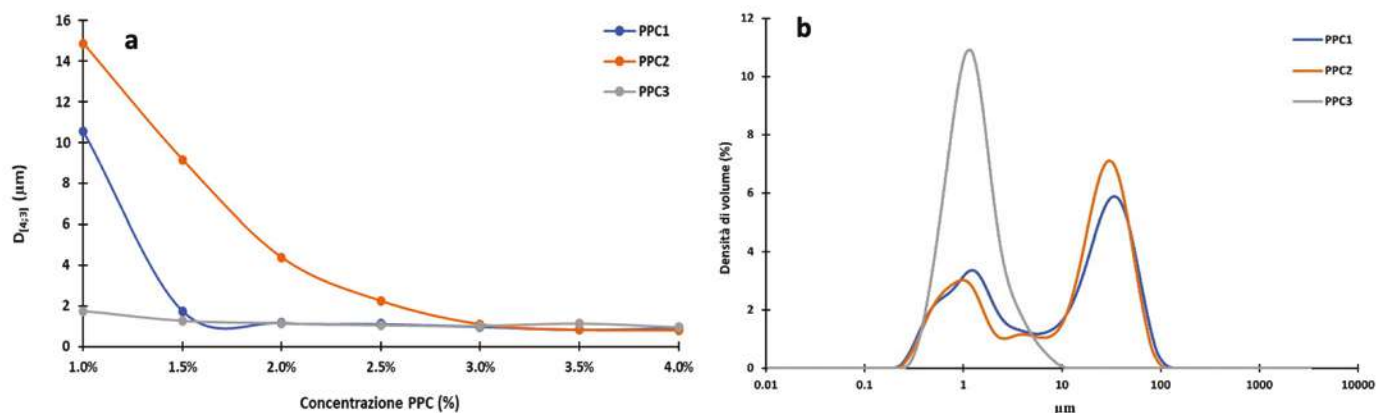 a
PPC1
PPC2
PPC3
16
14
12
10
8
6
4
2
0
D[4;3] (µm)
1.0% 1.5% 2.0% 2.5% 3.0% 3.5% 4.0%
Concentrazione PPC (%)
b
PPC1
PPC2
PPC3
12
10
8
6
4
2
0
Densità di volume (%)
0.01 0.1 1 10 100 1000 10000
µm